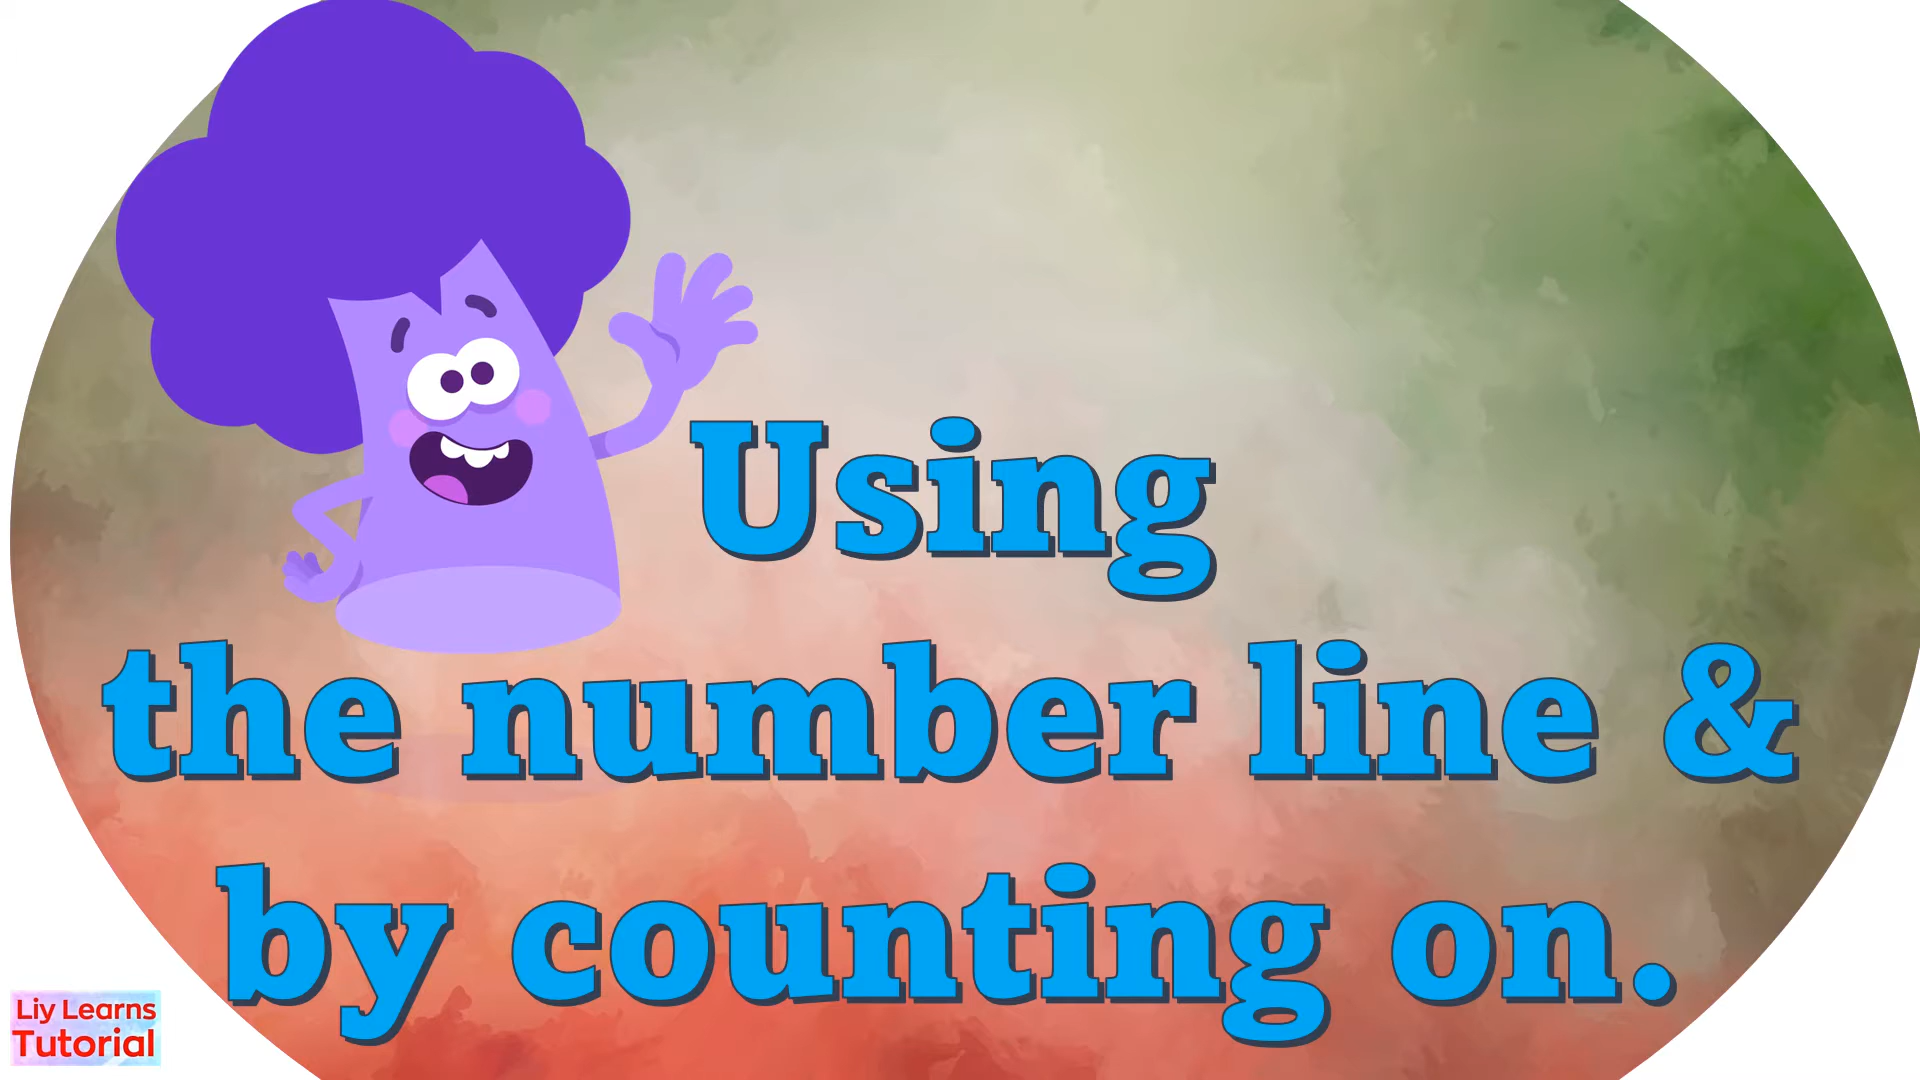 Using
the number line &
by counting on.
Liy Learns
Tutorial